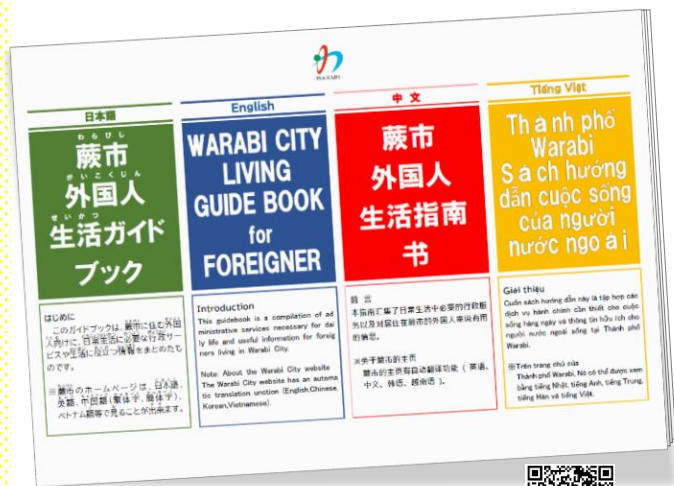 WARABI
日本語
わらびし
蕨市
がいこくじん
外国人
せいかつ
生活ガイド
ブック
はじめに
このガイドブックは、蕨市に住む外国
人向けに、日常生活に必要な行政サー
ビスや生活に役立つ情報をまとめたも
のです。
※蕨市のホームページは、日本語、
英語、中国語(繁体字、簡体字)、
ベトナム語等で見ることが出来ます。
English
WARABI CITY
LIVING
GUIDE BOOK
for
FOREIGNER
Introduction
This guidebook is a compilation of ad
ministrative services necessary for dai
ly life and useful information for foreig
ners living in Warabi City.
Note: About the Warabi City website
The Warabi City website has an automa
tic translation unction (English,Chinese,
Korean,Vietnamese).
中 文
蕨市
外国人
生活指南
书
前 言
本指南汇集了日常生活中必要的行政服
务以及对居住在蕨市的外国人来说有用
的信息。
※关于蕨市的主页
蕨市的主页有自动翻译功能 ( 英语、
中文、韩语、越南语 )。
Tiếng Việt
Thành phố
Warabi
Sách hướng
dẫn cuộc sống
của người
nước ngoài
Giới thiệu
Cuốn sách hướng dẫn này là tập hợp các
dịch vụ hành chính cần thiết cho cuộc
sống hàng ngày và thông tin hữu ích cho
người nước ngoài sống tại Thành phố
Warabi.
※Trên trang chủ của
Thành phố Warabi, Nó có thể được xem
bằng tiếng Nhật, tiếng Anh, tiếng Trung,
tiếng Hàn và tiếng Việt.